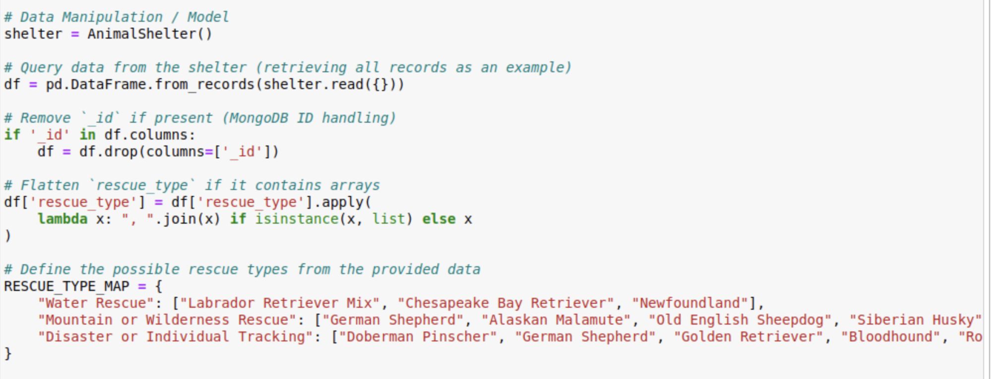 # Data Manipulation / Model
shelter = AnimalShelter()

# Query data from the shelter (retrieving all records as an example)
df = pd.DataFrame.from_records(shelter.read({}))

# Remove `_id` if present (MongoDB ID handling)
if '_id' in df.columns:
    df = df.drop(columns=['_id'])

# Flatten `rescue_type` if it contains arrays
df['rescue_type'] = df['rescue_type'].apply(
    lambda x: ", ".join(x) if isinstance(x, list) else x
)

# Define the possible rescue types from the provided data
RESCUE_TYPE_MAP = {
    "Water Rescue": ["Labrador Retriever Mix", "Chesapeake Bay Retriever", "Newfoundland"],
    "Mountain or Wilderness Rescue": ["German Shepherd", "Alaskan Malamute", "Old English Sheepdog", "Siberian Husky"
    "Disaster or Individual Tracking": ["Doberman Pinscher", "German Shepherd", "Golden Retriever", "Bloodhound", "Ro
}